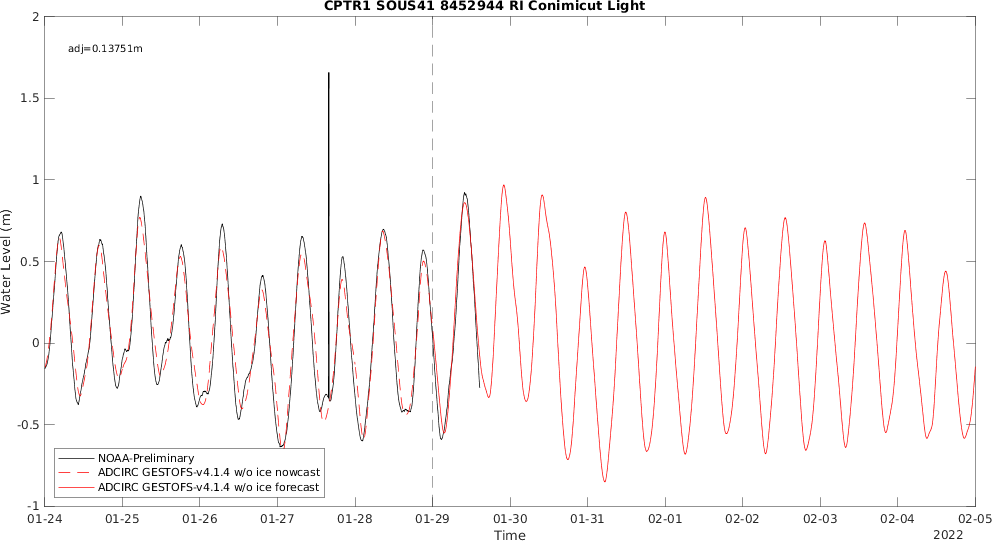 CPTR1 SOUS41 8452944 RI Conimicut Light
adj=0.13751m
2
1.5
1
0.5
0
-0.5
-1
Water Level (m)
NOAA-Preliminary
ADCIRC GESTOFS-v4.1.4 w/o ice nowcast
ADCIRC GESTOFS-v4.1.4 w/o ice forecast
01-24 01-25 01-26 01-27 01-28 01-29 01-30 01-31 02-01 02-02 02-03 02-04 02-05
Time
2022